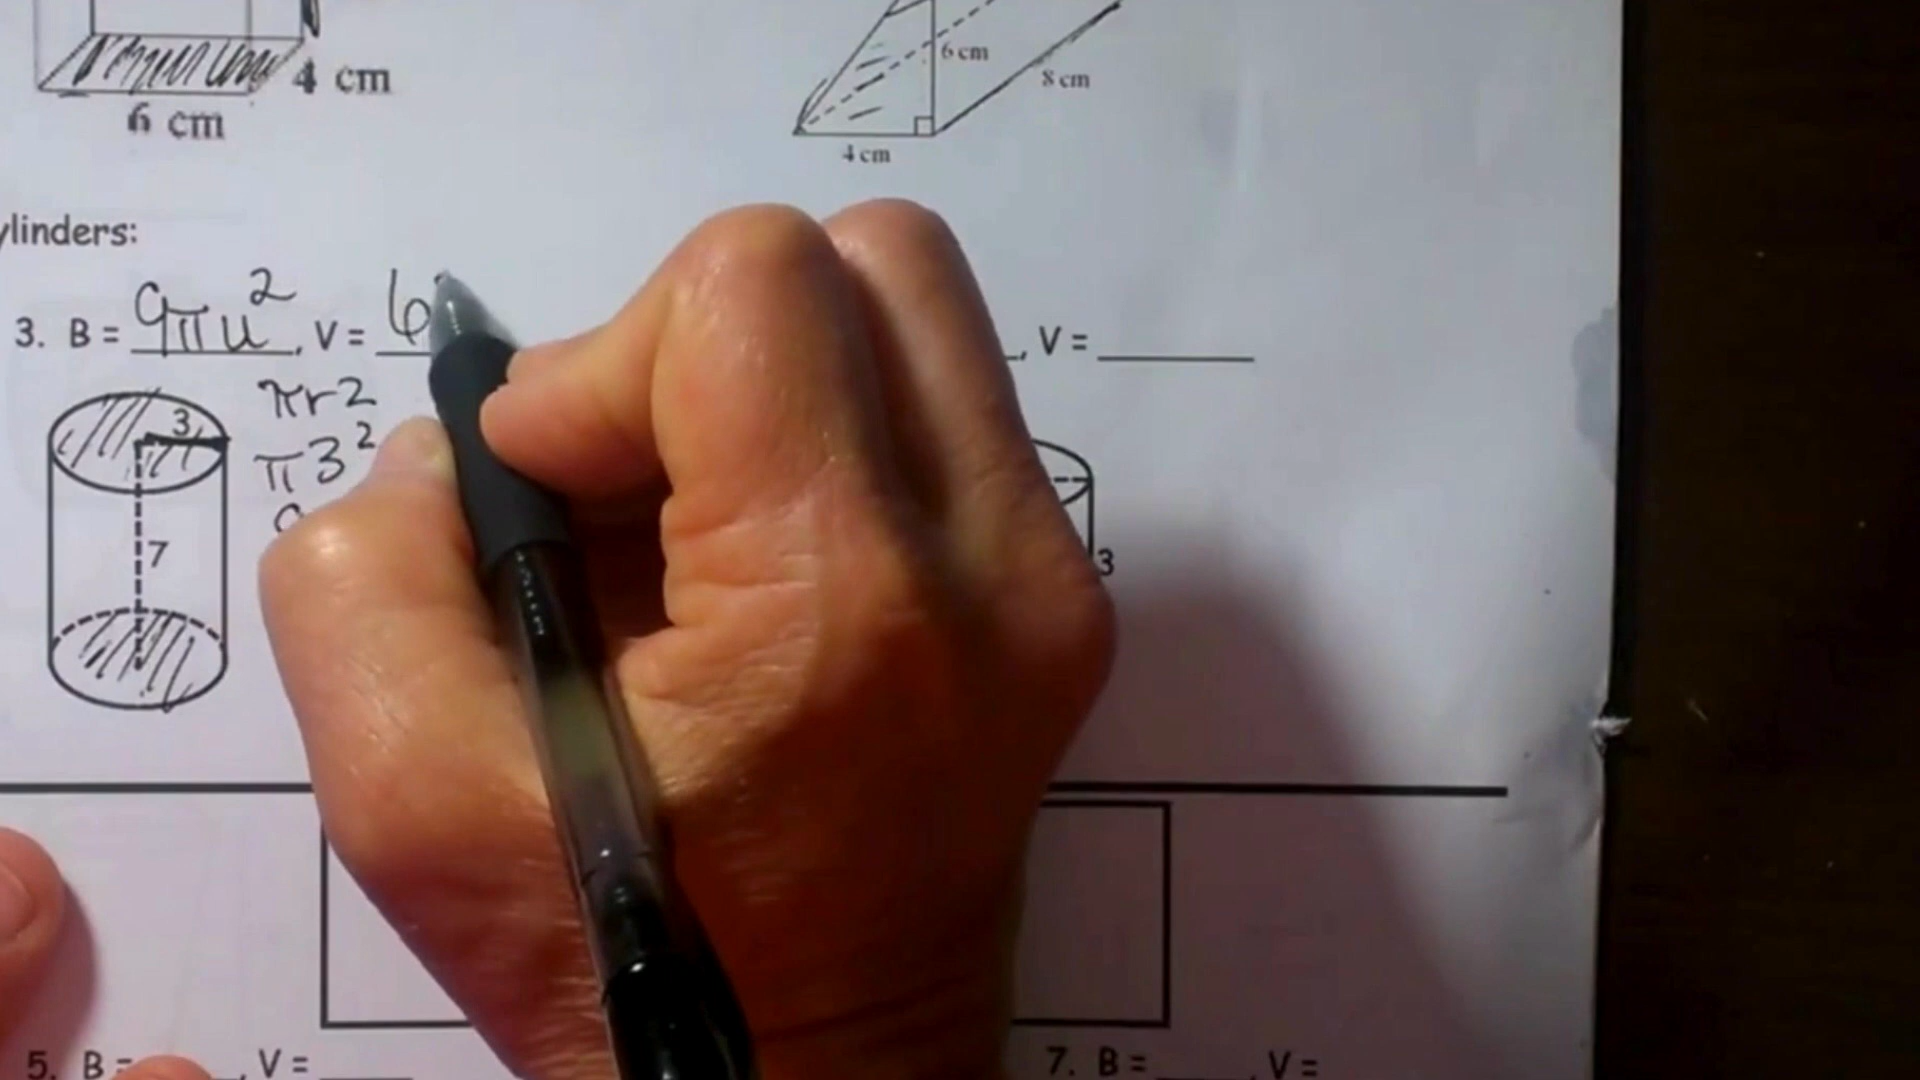 4 cm
6 cm
6 cm
8 cm
4 cm
ylinders:
3. B = 9πu², V = 6
, V =
πr2
3
π3²
7
3
5. B = , V =
7. B = , V =